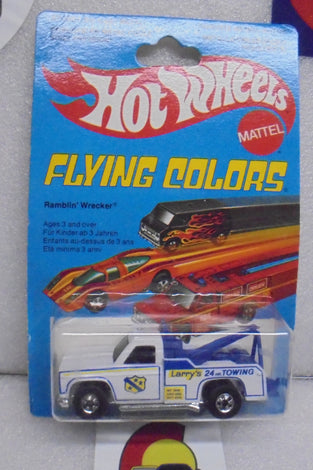 HOT WHEELS
MATTEL
FLYING COLORS
Ramblin' Wrecker
Ages 3 and over
Für Kinder ab 3 Jahren
Enfants au-dessus de 3 ans
Età minima 3 anni
Larry's 24 HR. TOWING